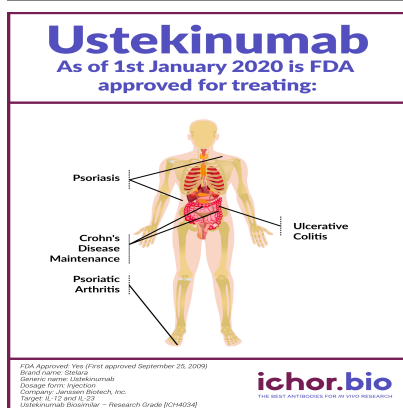 Ustekinumab
As of 1st January 2020 is FDA
approved for treating:
Psoriasis
Crohn's
Disease
Maintenance
Psoriatic
Arthritis
Ulcerative
Colitis
FDA Approved: Yes (First approved September 25, 2009)
Brand name: Stelara
Generic name: Ustekinumab
Dosage form: Injection
Company: Janssen Biotech, Inc.
Target: IL-12 and IL-23
Ustekinumab Biosimilar – Research Grade [ICH4034]
ichor.bio
THE BEST ANTIBODIES FOR IN VIVO RESEARCH